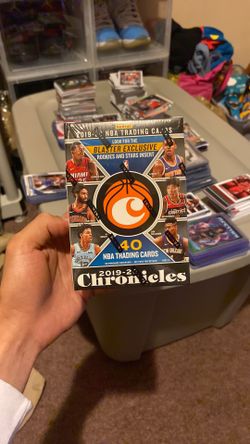 2019-20 NBA TRADING CARDS
LOOK FOR THE
BLASTER EXCLUSIVE
ROOKIES AND STARS INSERT
MIAMI
C
40
NBA TRADING CARDS
2019-20
Chronicles